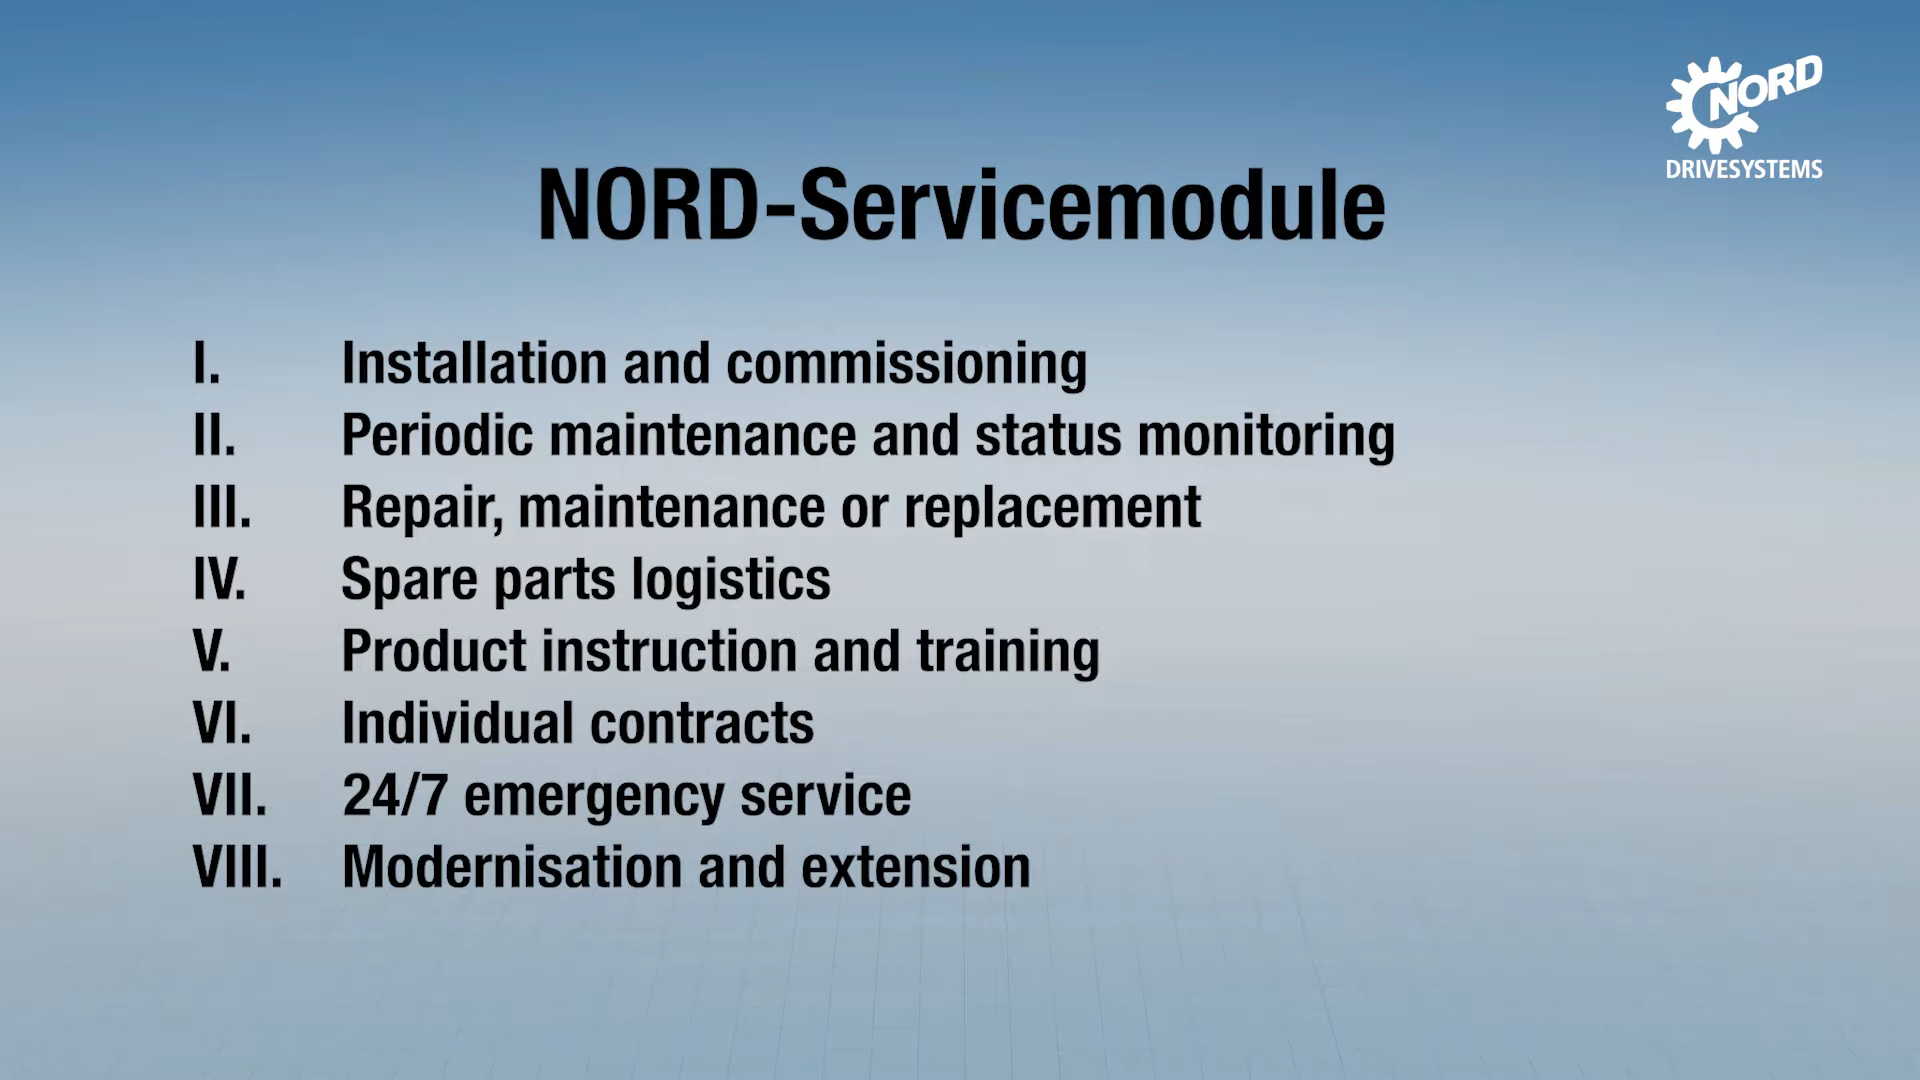 NORD
DRIVESYSTEMS
NORD-Servicemodule
I. Installation and commissioning
II. Periodic maintenance and status monitoring
III. Repair, maintenance or replacement
IV. Spare parts logistics
V. Product instruction and training
VI. Individual contracts
VII. 24/7 emergency service
VIII. Modernisation and extension